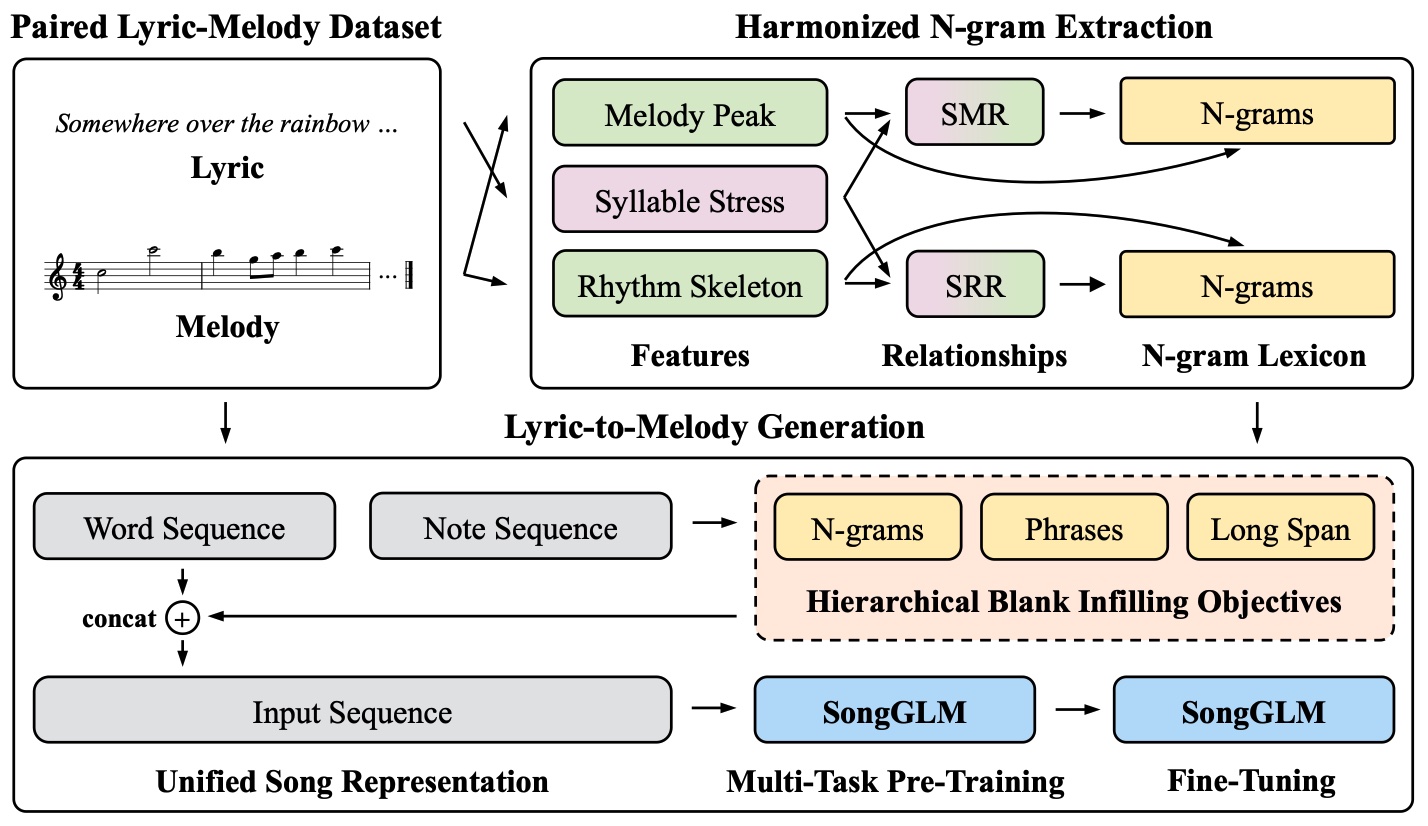 Paired Lyric-Melody Dataset
Somewhere over the rainbow ...
Lyric
4
4
...
Melody
Harmonized N-gram Extraction
Melody Peak
SMR
N-grams
Syllable Stress
Rhythm Skeleton
SRR
N-grams
Features
Relationships
N-gram Lexicon
Lyric-to-Melody Generation
Word Sequence
Note Sequence
N-grams
Phrases
Long Span
Hierarchical Blank Infilling Objectives
concat +
Input Sequence
SongGLM
SongGLM
Unified Song Representation
Multi-Task Pre-Training
Fine-Tuning